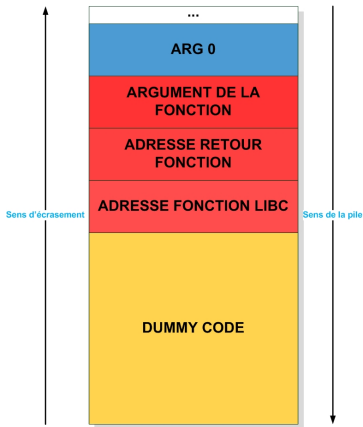 ...
ARG 0
ARGUMENT DE LA
FONCTION
ADRESSE RETOUR
FONCTION
ADRESSE FONCTION LIBC
Sens d'écrasement
Sens de la pile
DUMMY CODE